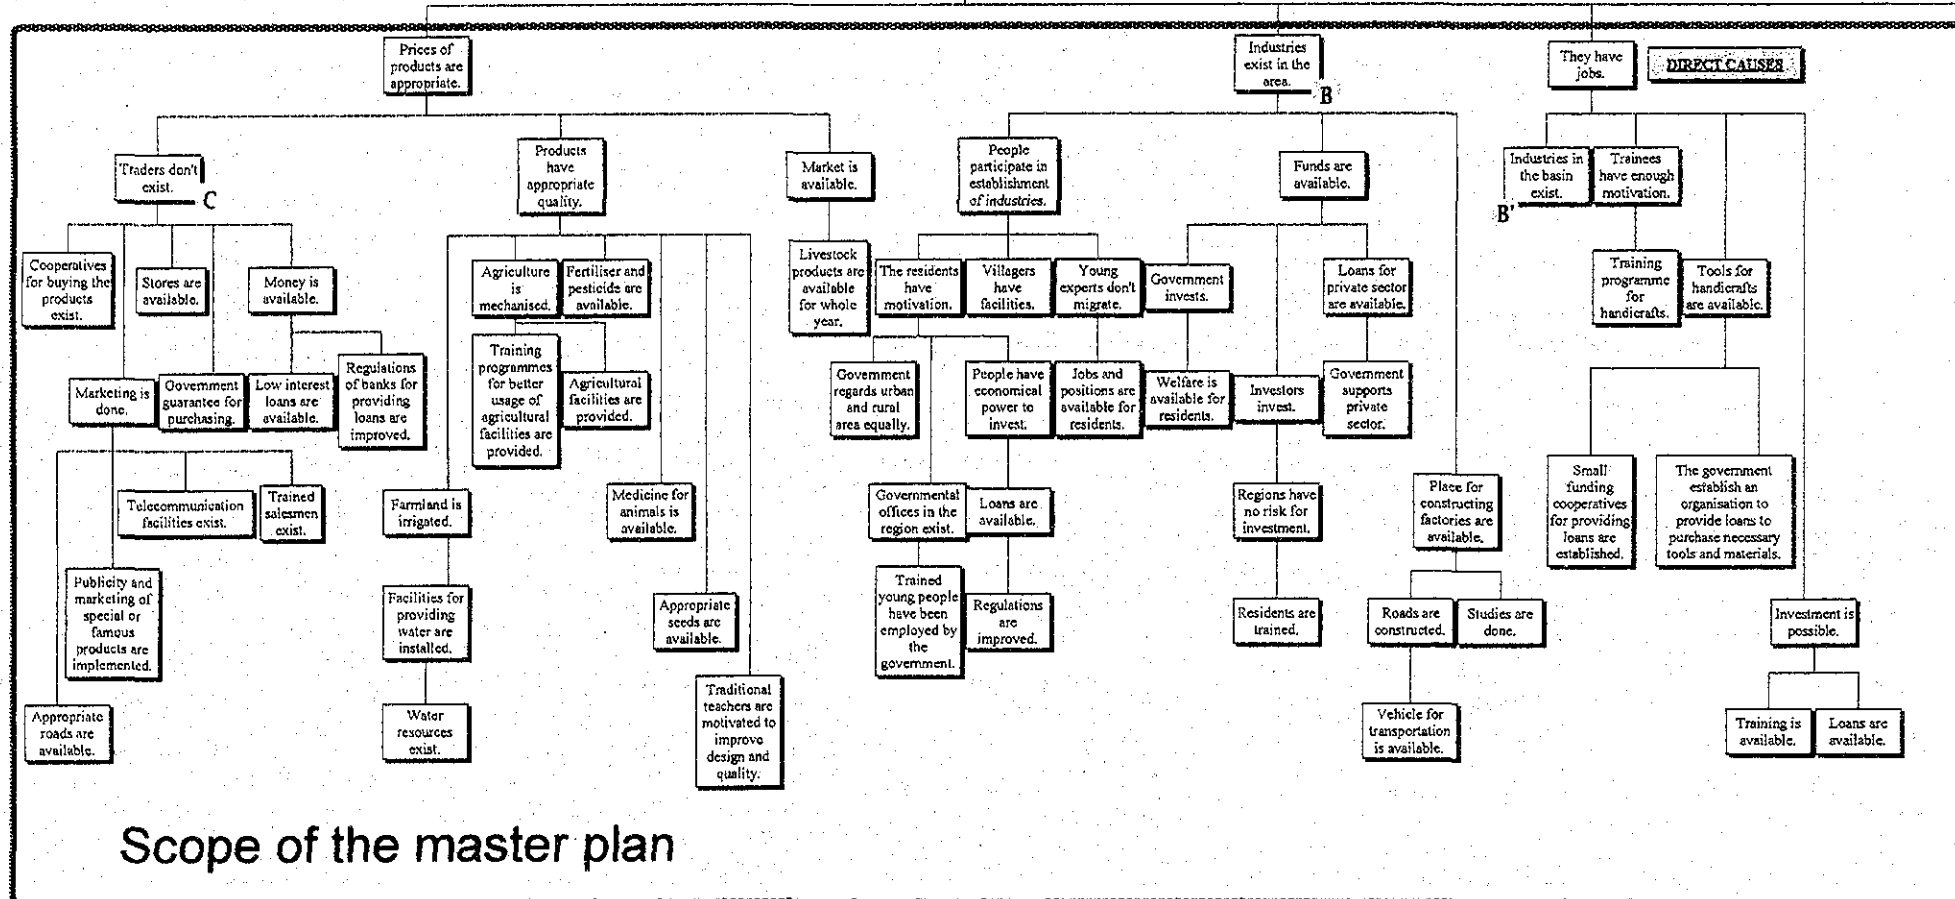 Prices of
products are
appropriate.
Industries
exist in the
area.
B
They have
jobs.
DIRECT CAUSES
Traders don't
exist.
C
Products
have
appropriate
quality.
Market is
available.
People
participate in
establishment
of industries.
Funds are
available.
Industries in
the basin
exist.
B'
Trainees
have enough
motivation.
Cooperatives
for buying the
products
exist.
Stores are
available.
Money is
available.
Agriculture
is
mechanised.
Fertiliser and
pesticide are
available.
Livestock
products are
available
for whole
year.
The residents
have
motivation.
Villagers
have
facilities.
Young
experts don't
migrate.
Government
invests.
Loans for
private sector
are available.
Training
programme
for
handicrafts.
Tools for
handicrafts
are available.
Marketing is
done.
Government
guarantee for
purchasing.
Low interest
loans are
available.
Regulations
of banks for
providing
loans are
improved.
Training
programmes
for better
usage of
agricultural
facilities are
provided.
Agricultural
facilities are
provided.
Government
regards urban
and rural
area equally.
People have
economical
power to
invest.
Jobs and
positions are
available for
residents.
Welfare is
available for
residents.
Investors
invest.
Government
supports
private
sector.
Telecommunication
facilities exist.
Trained
salesmen
exist.
Farmland is
irrigated.
Medicine for
animals is
available.
Governmental
offices in the
region exist.
Loans are
available.
Regions have
no risk for
investment.
Place for
constructing
factories are
available.
Small
funding
cooperatives
for providing
loans are
established.
The government
establish an
organisation to
provide loans to
purchase necessary
tools and materials.
Publicity and
marketing of
special or
famous
products are
implemented.
Facilities for
providing
water are
installed.
Appropriate
seeds are
available.
Trained
young people
have been
employed by
the
government.
Regulations
are
improved.
Residents are
trained.
Roads are
constructed.
Studies are
done.
Investment is
possible.
Appropriate
roads are
available.
Water
resources
exist.
Traditional
teachers are
motivated to
improve
design and
quality.
Vehicle for
transportation
is available.
Training is
available.
Loans are
available.
Scope of the master plan